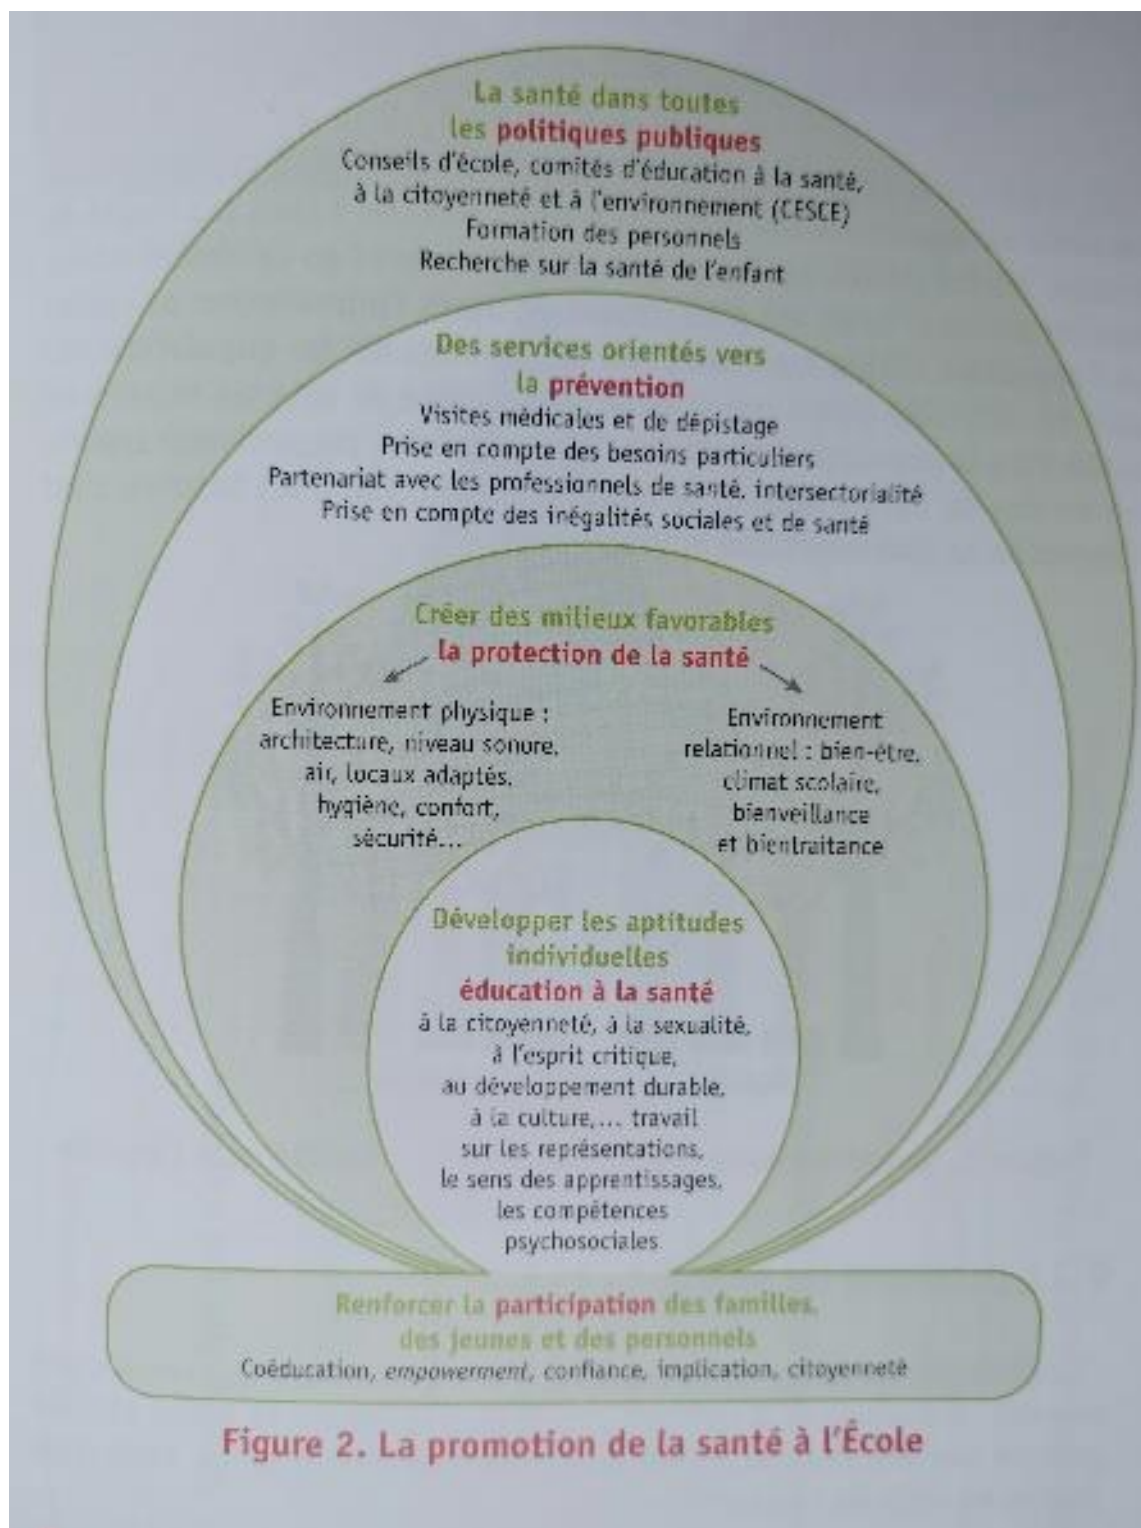 La santé dans toutes
les politiques publiques
Conseils d'école, comités d'éducation à la santé,
à la citoyenneté et à l'environnement (CESCE)
Formation des personnels
Recherche sur la santé de l'enfant
Des services orientés vers
la prévention
Visites médicales et de dépistage
Prise en compte des besoins particuliers
Partenariat avec les professionnels de santé, intersectorialité
Prise en compte des inégalités sociales et de santé
Créer des milieux favorables
la protection de la santé
Environnement physique :
architecture, niveau sonore,
air, locaux adaptés,
hygiène, confort,
sécurité...
Environnement
relationnel : bien-être,
climat scolaire,
bienveillance
et bientraitance
Développer les aptitudes
individuelles
éducation à la santé
à la citoyenneté, à la sexualité,
à l'esprit critique,
au développement durable,
à la culture,... travail
sur les représentations,
le sens des apprentissages,
les compétences
psychosociales
Renforcer la participation des familles,
des jeunes et des personnels
Coéducation, empowerment, confiance, implication, citoyenneté
Figure 2. La promotion de la santé à l'École